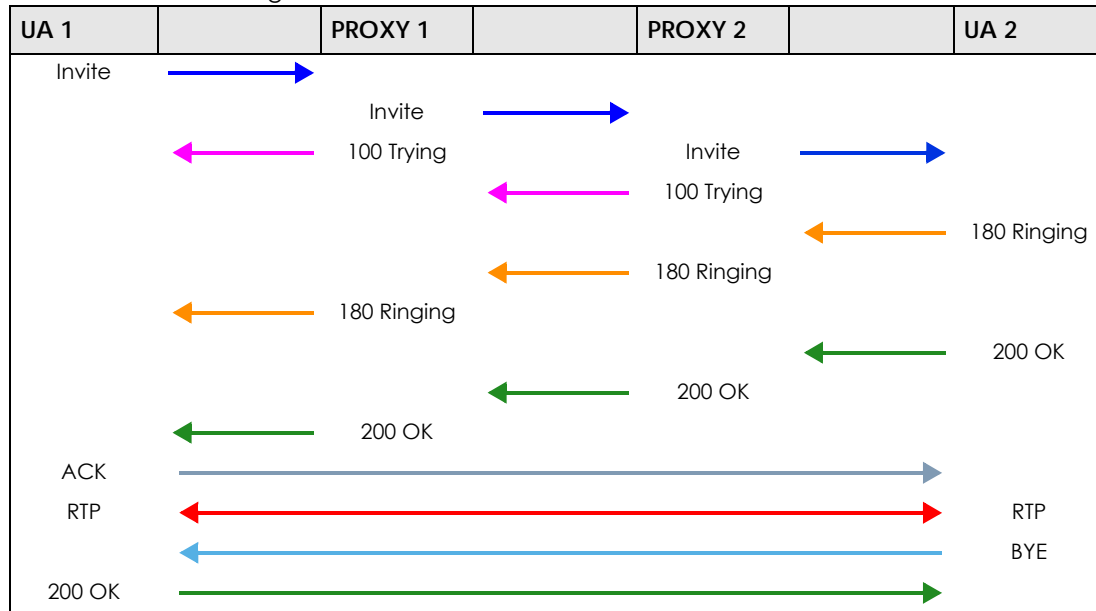 UA 1 PROXY 1 PROXY 2 UA 2
Invite
Invite
100 Trying Invite
100 Trying
180 Ringing
180 Ringing
180 Ringing
200 OK
200 OK
200 OK
ACK
RTP RTP
BYE
200 OK